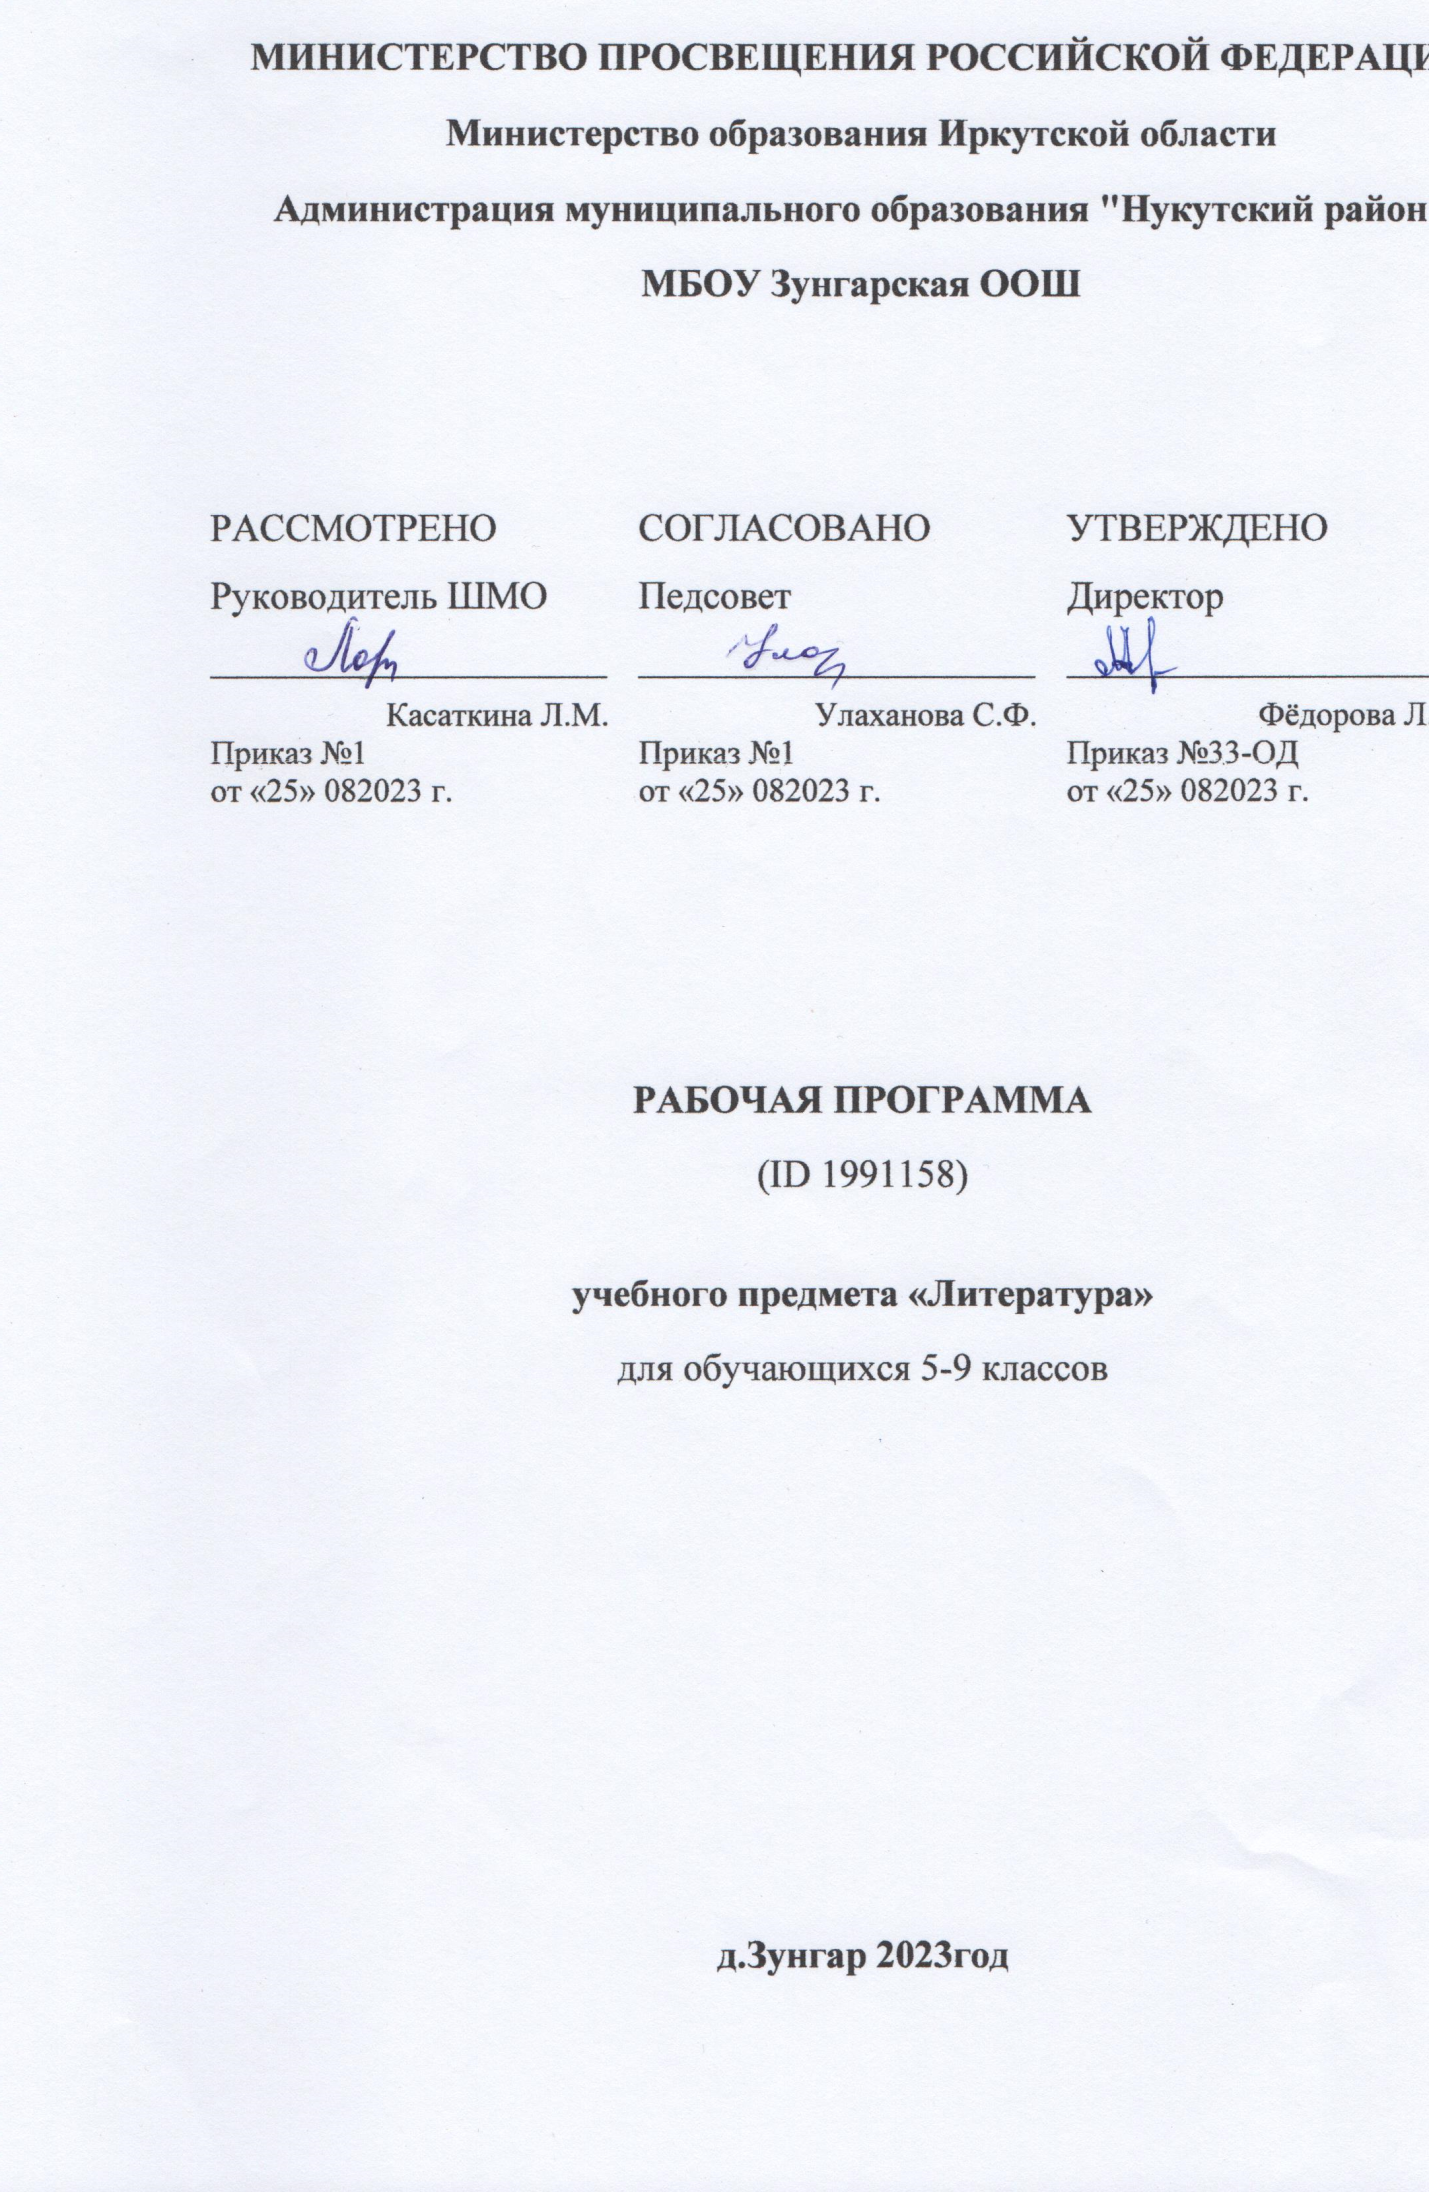 МИНИСТЕРСТВО ПРОСВЕЩЕНИЯ РОССИЙСКОЙ ФЕДЕРАЦИ
Министерство образования Иркутской области
Администрация муниципального образования "Нукутский район
МБОУ Зунгарская ООШ
РАССМОТРЕНО
Руководитель ШМО
Касаткина Л.М.
Приказ №1
от «25» 082023 г.
СОГЛАСОВАНО
Педсовет
Улаханова С.Ф.
Приказ №1
от «25» 082023 г.
УТВЕРЖДЕНО
Директор
Фёдорова Л.
Приказ №33-ОД
от «25» 082023 г.
РАБОЧАЯ ПРОГРАММА
(ID 1991158)
учебного предмета «Литература»
для обучающихся 5-9 классов
д.Зунгар 2023год